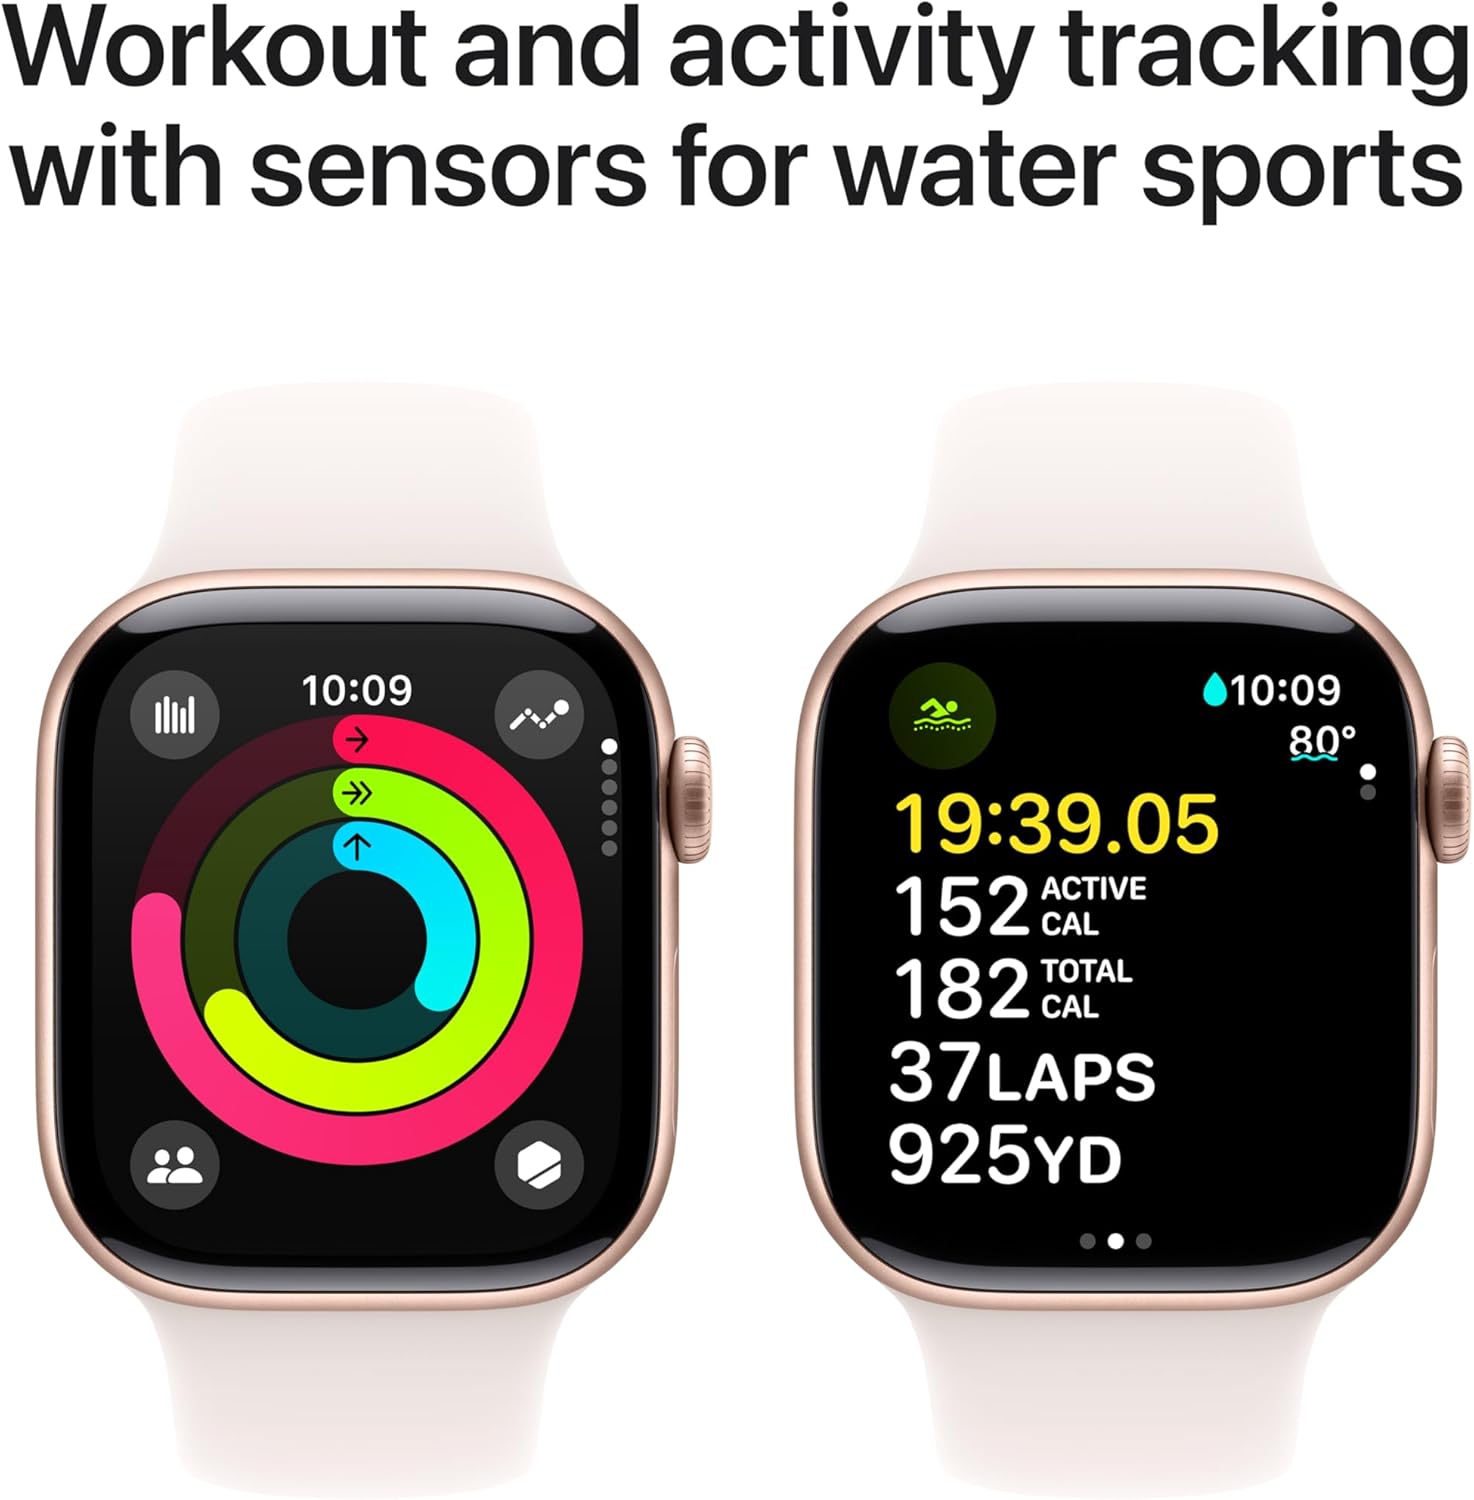 Workout and activity tracking
with sensors for water sports
10:09
10:09
80°
19:39.05
152 ACTIVE
CAL
182 TOTAL
CAL
37LAPS
925YD